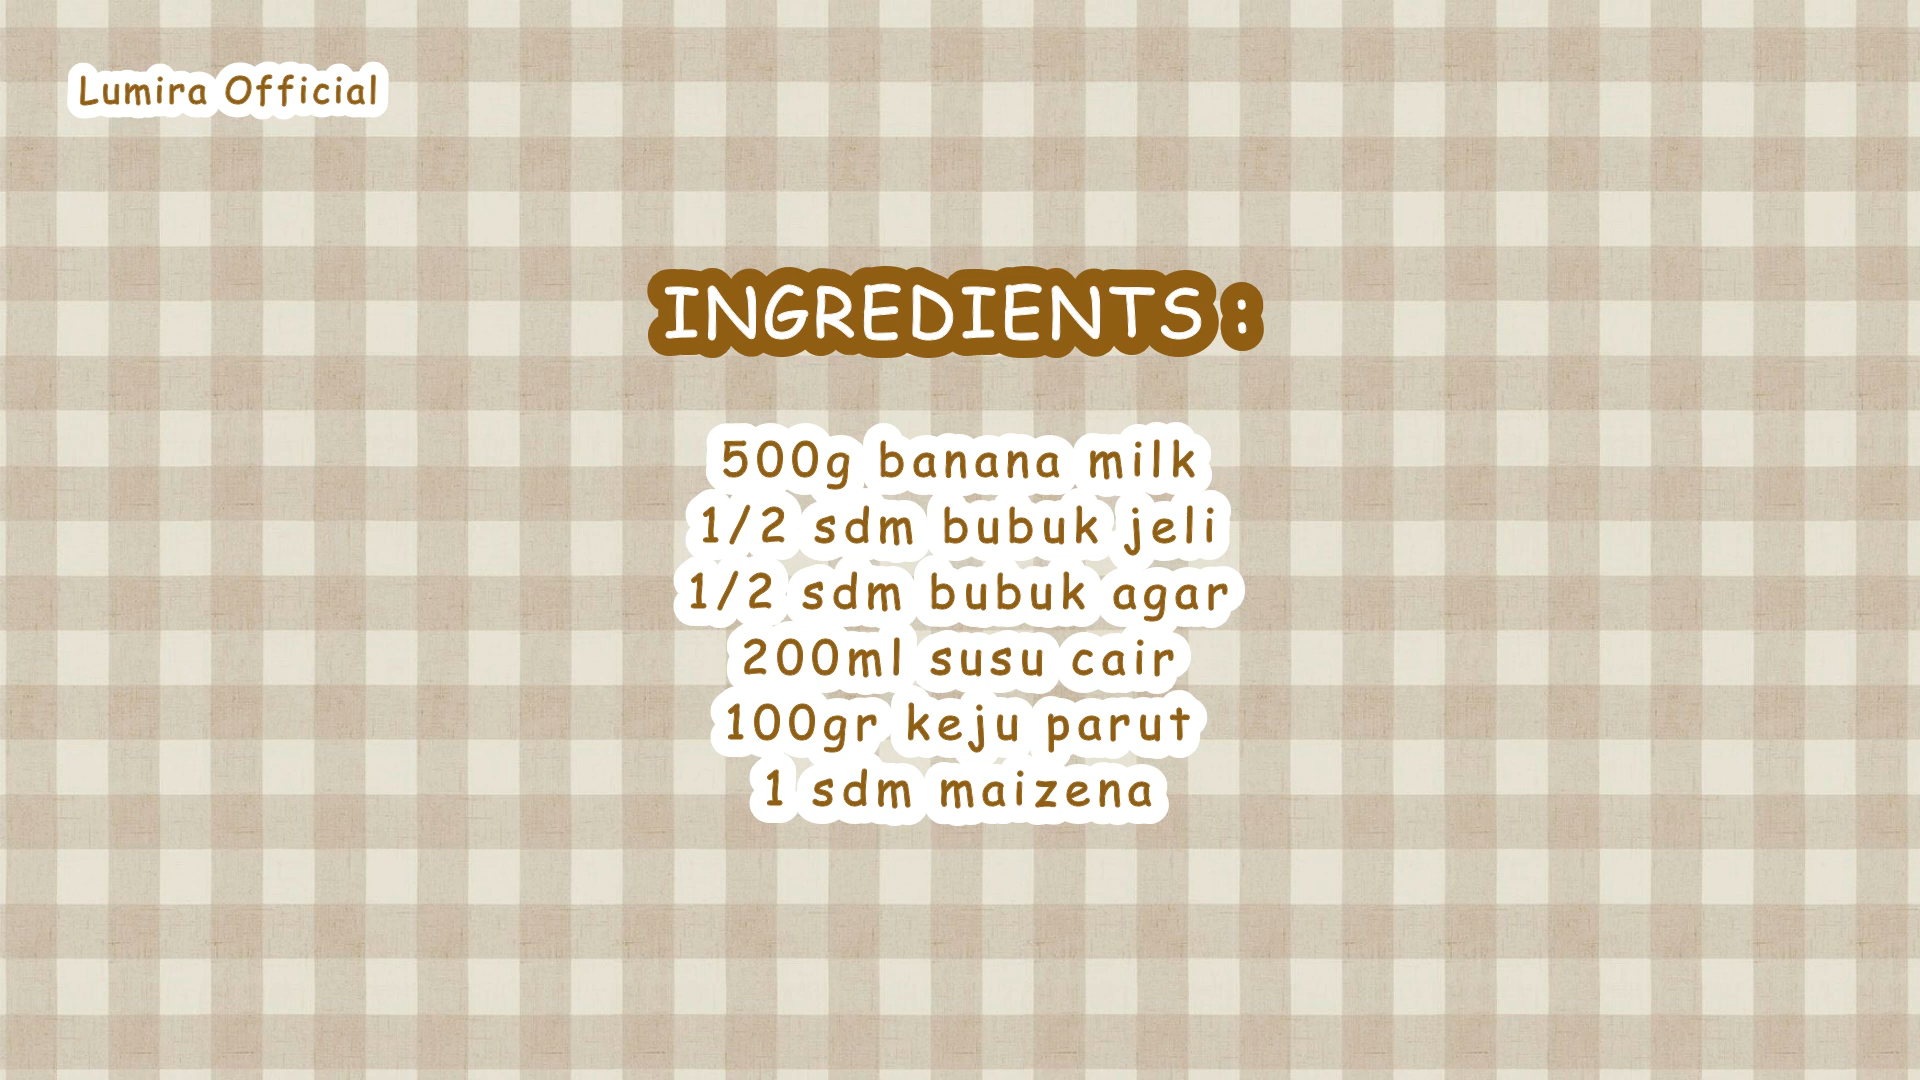 Lumira Official
INGREDIENTS:
500g banana milk
1/2 sdm bubuk jeli
1/2 sdm bubuk agar
200ml susu cair
100gr keju parut
1 sdm maizena